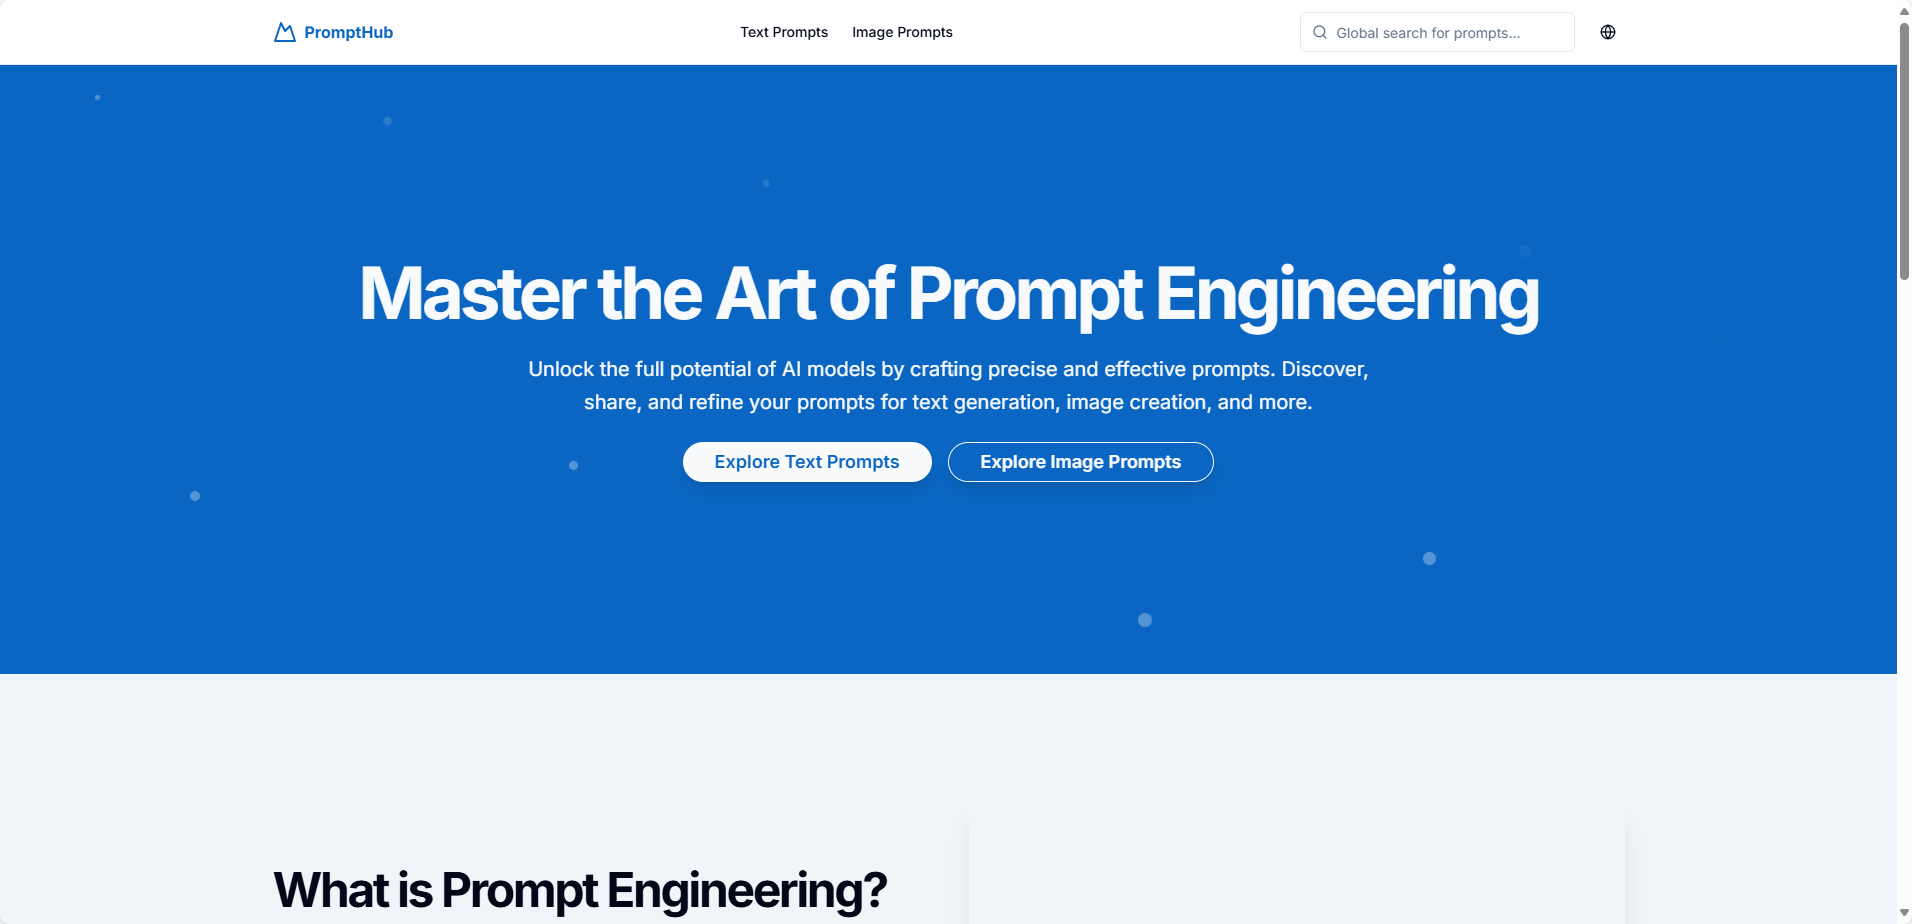 PromptHub
Text Prompts
Image Prompts
Global search for prompts...
Master the Art of Prompt Engineering
Unlock the full potential of AI models by crafting precise and effective prompts. Discover,
share, and refine your prompts for text generation, image creation, and more.
Explore Text Prompts
Explore Image Prompts
What is Prompt Engineering?